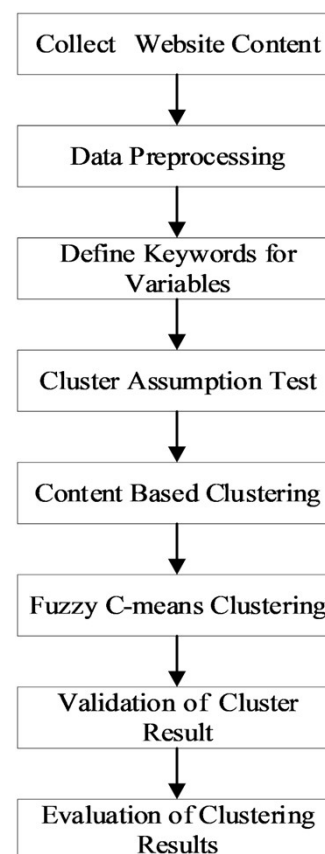 Collect Website Content
Data Preprocessing
Define Keywords for
Variables
Cluster Assumption Test
Content Based Clustering
Fuzzy C-means Clustering
Validation of Cluster
Result
Evaluation of Clustering
Results